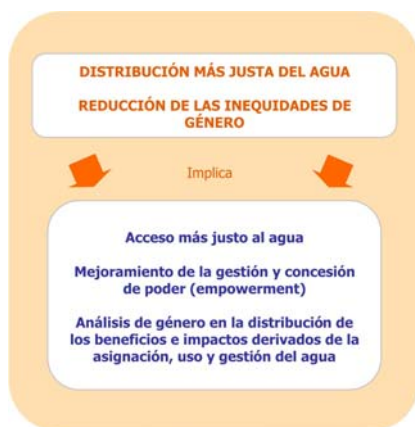 DISTRIBUCIÓN MÁS JUSTA DEL AGUA
REDUCCIÓN DE LAS INEQUIDADES DE
GÉNERO
Implica
Acceso más justo al agua
Mejoramiento de la gestión y concesión
de poder (empowerment)
Análisis de género en la distribución de
los beneficios e impactos derivados de la
asignación, uso y gestión del agua